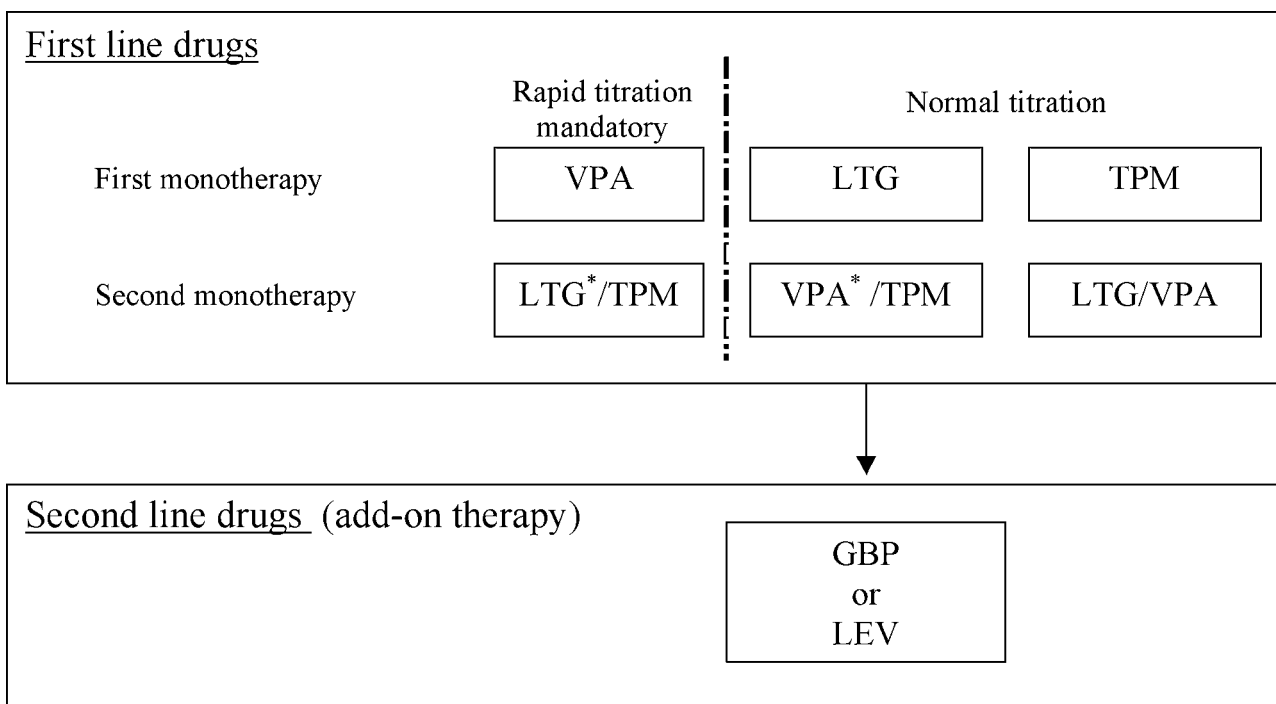 First line drugs
Rapid titration
mandatory
Normal titration
First monotherapy
VPA
LTG
TPM
Second monotherapy
LTG*/TPM
VPA* /TPM
LTG/VPA
Second line drugs (add-on therapy)
GBP
or
LEV